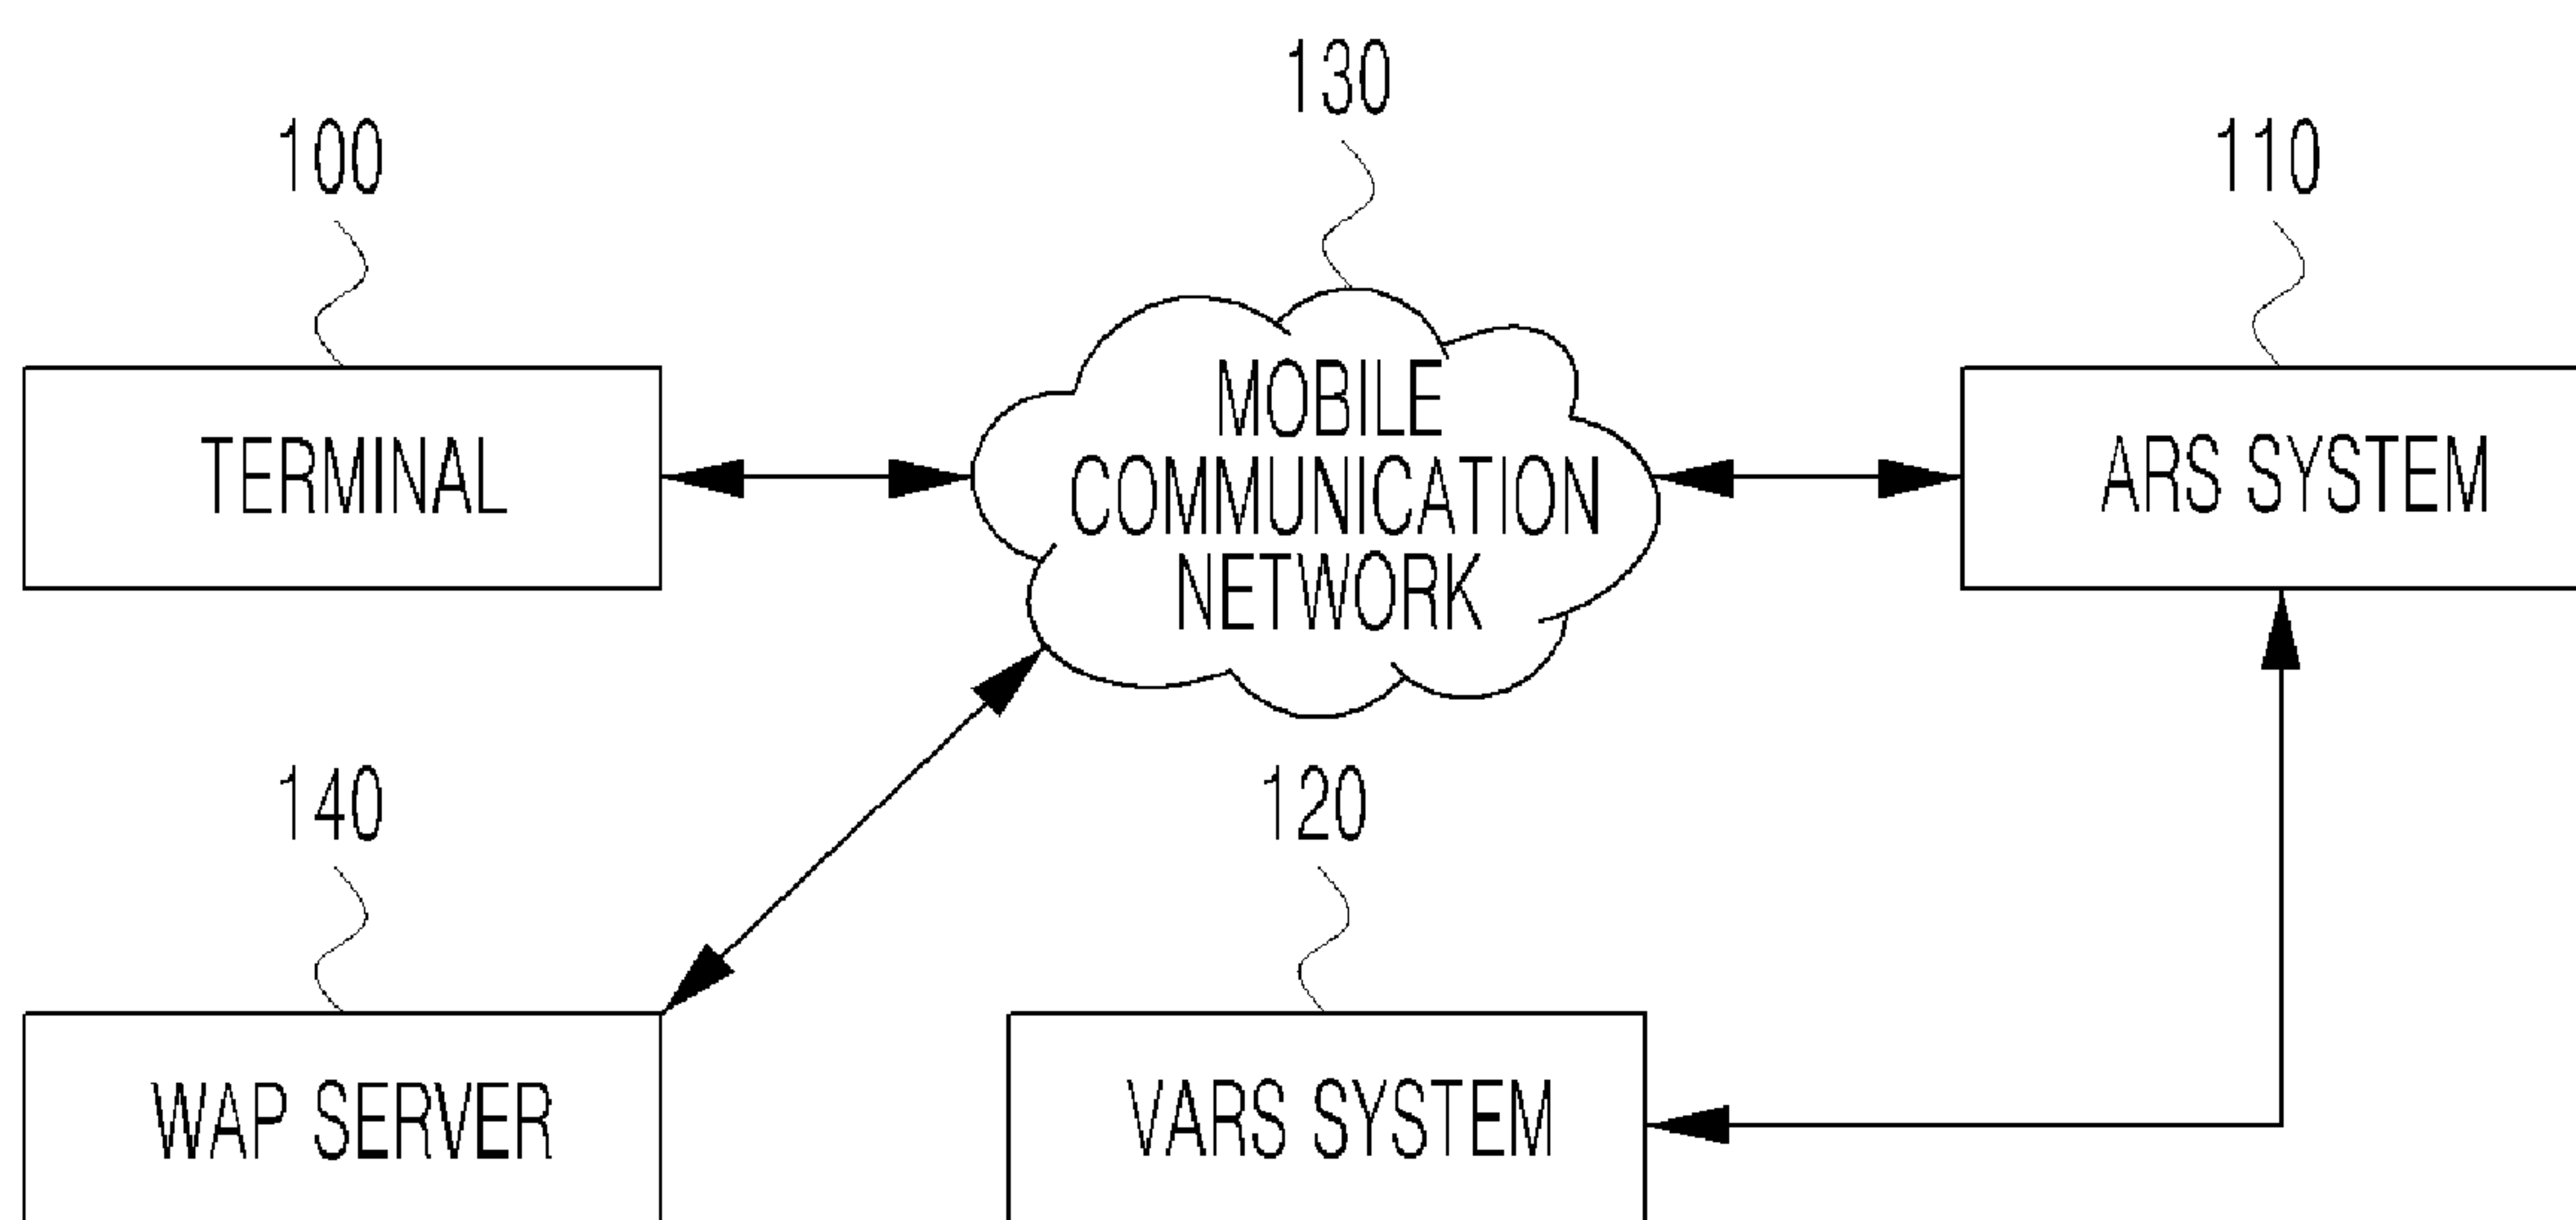 130
100
110
MOBILE
COMMUNICATION
NETWORK
TERMINAL
ARS SYSTEM
140
120
WAP SERVER
VARS SYSTEM